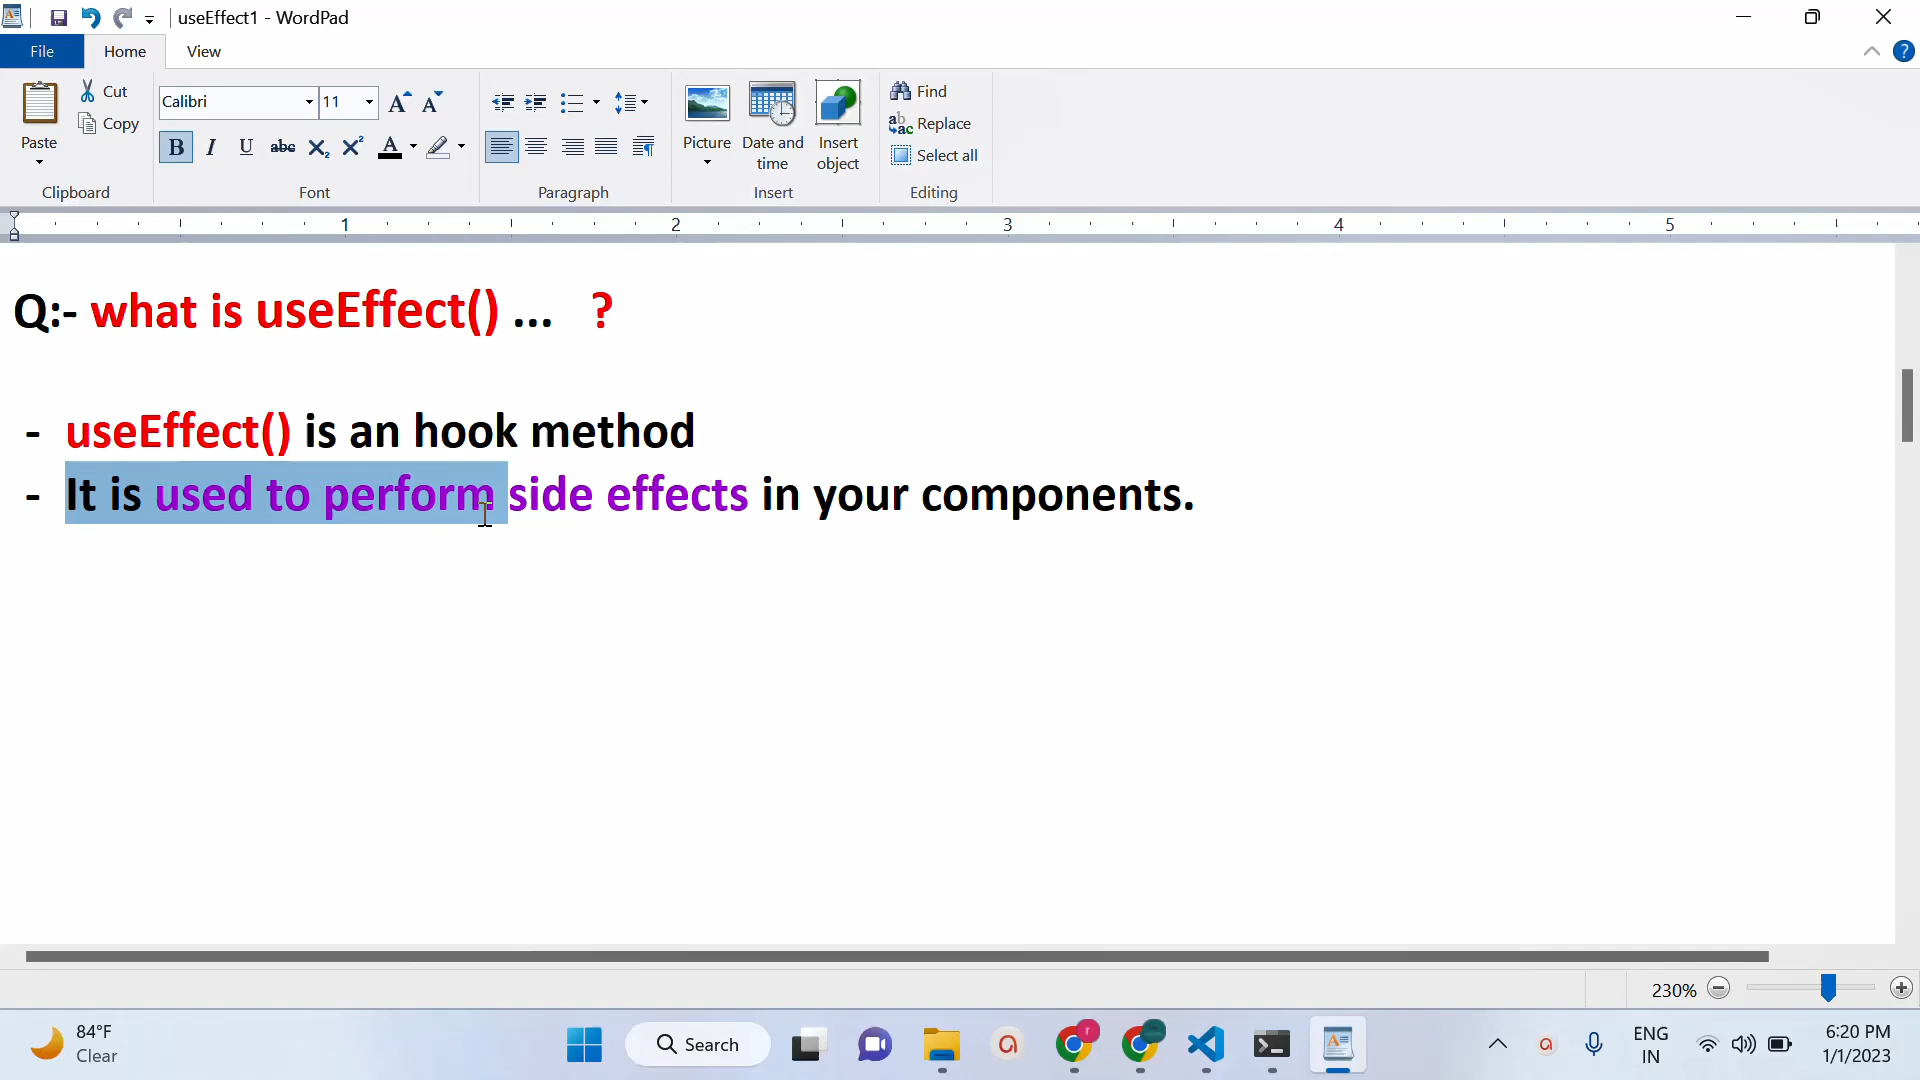 useEffect1 - WordPad
File Home View
Paste
Cut
Copy
Clipboard
Calibri 11
B I U abc X₂ X² A
Font
Paragraph
Picture
Date and time
Insert object
Insert
Find
Replace
Select all
Editing
1 2 3 4 5
Q:- what is useEffect() ... ?
- useEffect() is an hook method
- It is used to perform side effects in your components.
230%
84°F
Clear
Search
ENG
IN
6:20 PM
1/1/2023